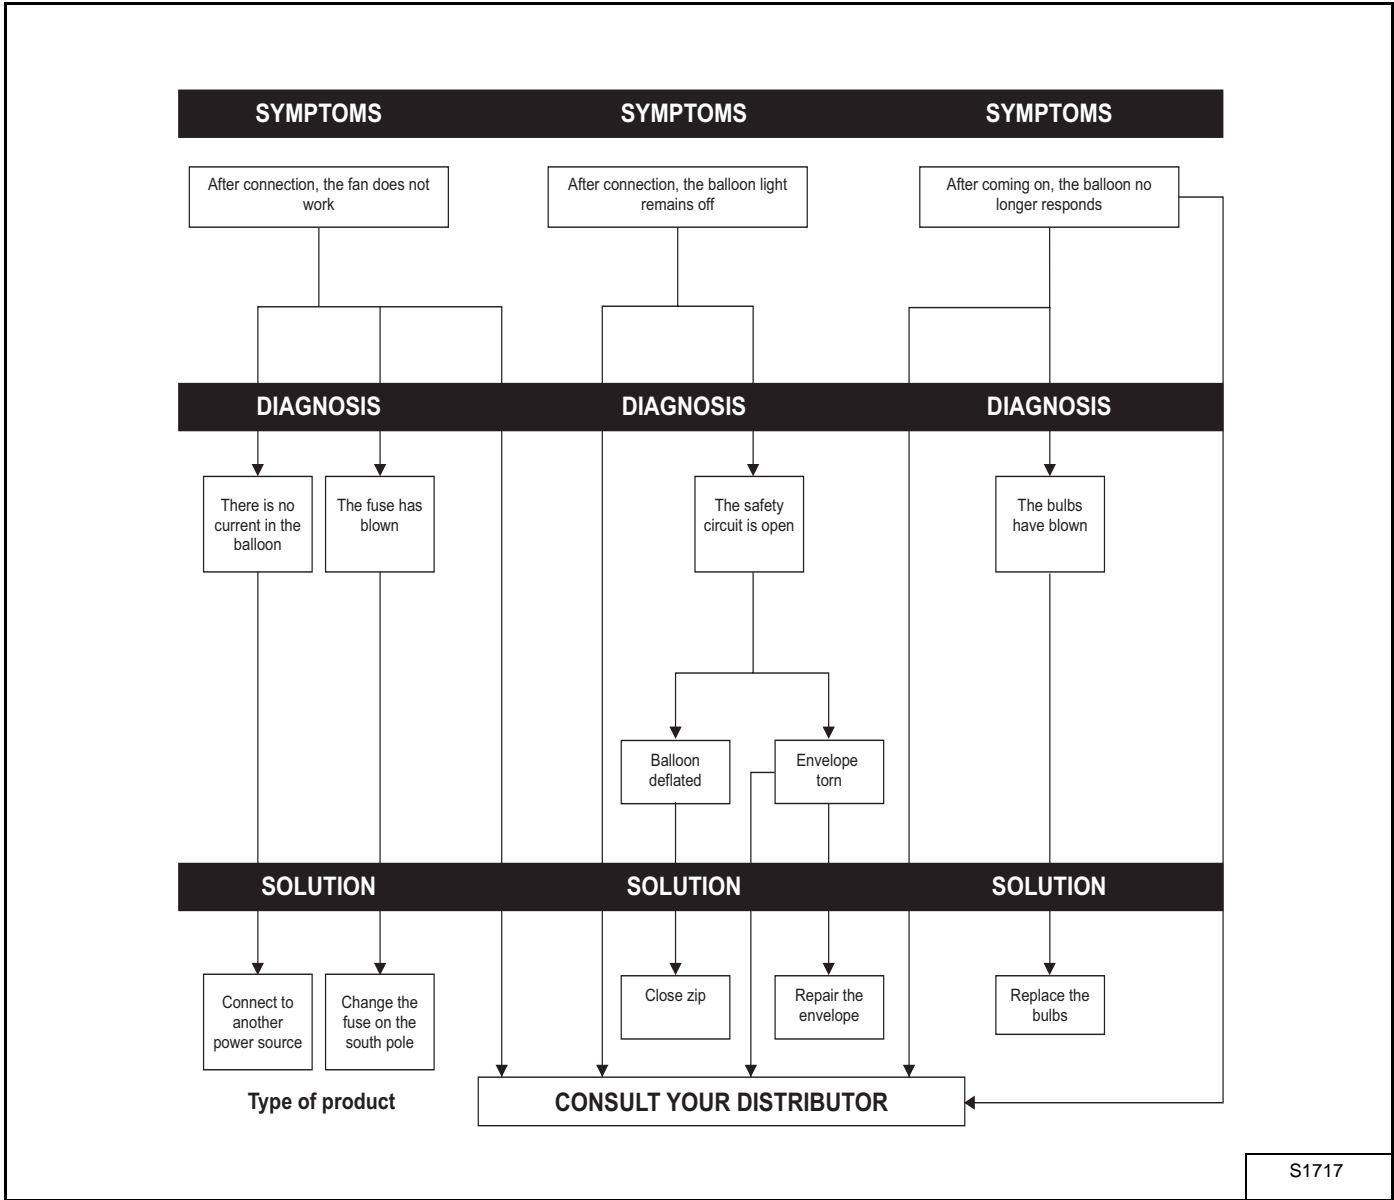 SYMPTOMS SYMPTOMS SYMPTOMS
After connection, the fan does not
work
After connection, the balloon light
remains off
After coming on, the balloon no
longer responds
DIAGNOSIS DIAGNOSIS DIAGNOSIS
There is no
current in the
balloon
The fuse has
blown
The safety
circuit is open
The bulbs
have blown
Balloon
deflated
Envelope
torn
SOLUTION SOLUTION SOLUTION
Connect to
another
power source
Change the
fuse on the
south pole
Close zip
Repair the
envelope
Replace the
bulbs
Type of product
CONSULT YOUR DISTRIBUTOR
S1717